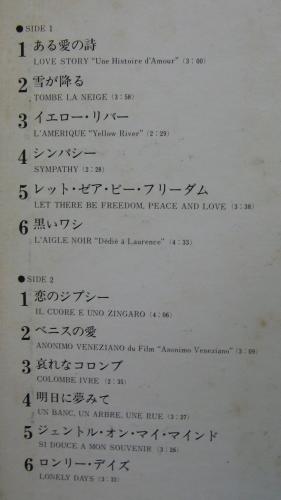 ● SIDE 1
1 ある愛の詩
LOVE STORY "Une Histoire d'Amour" (3:00)
2 雪が降る
TOMBE LA NEIGE (3:58)
3 イエロー・リバー
L'AMERIQUE "Yellow River" (2:29)
4 シンパシー
SYMPATHY (3:28)
5 レット・ゼア・ビー・フリーダム
LET THERE BE FREEDOM, PEACE AND LOVE (3:38)
6 黒いワシ
L'AIGLE NOIR "Dédié à Laurence" (4:33)
● SIDE 2
1 恋のジプシー
IL CUORE E UNO ZINGARO (4:06)
2 ベニスの愛
ANONIMO VENEZIANO du Film "Anonimo Veneziano" (3:09)
3 哀れなコロンブ
COLOMBE IVRE (2:35)
4 明日に夢みて
UN BANC, UN ARBRE, UNE RUE (3:27)
5 ジェントル・オン・マイ・マインド
SI DOUCE A MON SOUVENIR (3:26)
6 ロンリー・デイズ
LONELY DAYS (3:33)